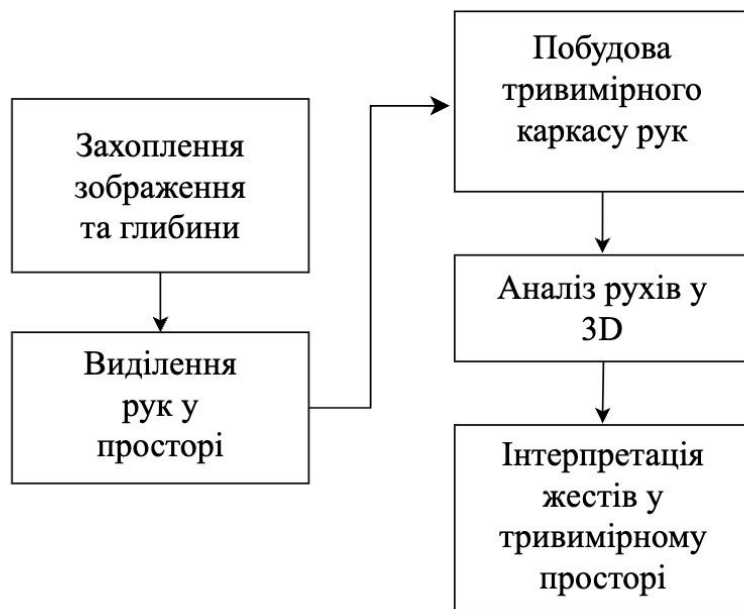 Захоплення
зображення
та глибини
Виділення
рук у
просторі
Побудова
тривимірного
каркасу рук
Аналіз рухів у
3D
Інтерпретація
жестів у
тривимірному
просторі